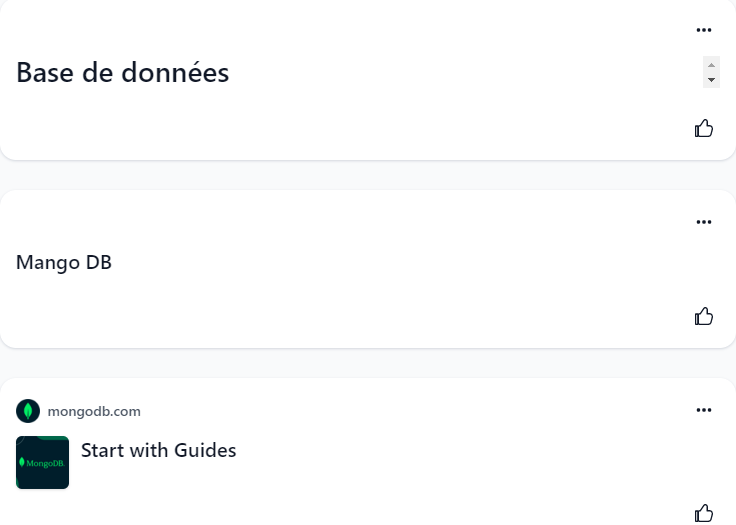 Base de données
Mango DB
mongodb.com
MongoDB.
Start with Guides